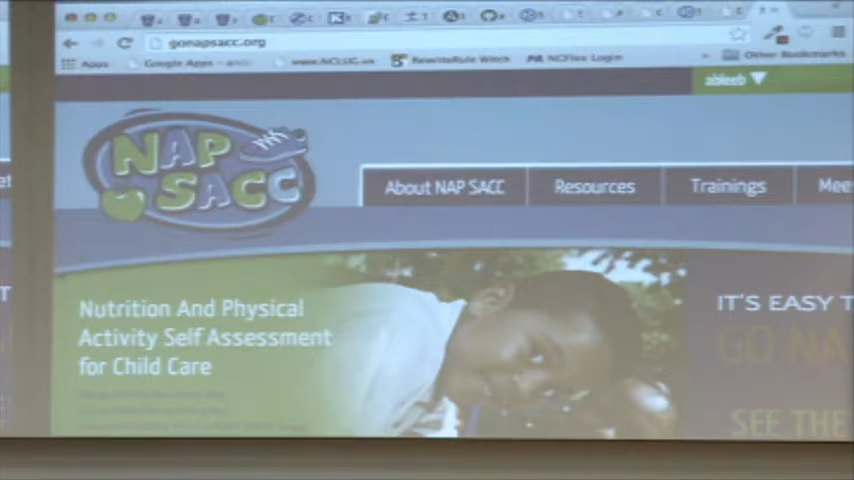 gonapsacc.org
Apps
Google Apps
www.NCLUG.us
RewriteRule Witch
NCFlex Login
Other Bookmarks
ableeb
NAP
SACC
About NAP SACC
Resources
Trainings
Mee
Nutrition And Physical
Activity Self Assessment
for Child Care
IT'S EASY T
GO NA
SEE THE